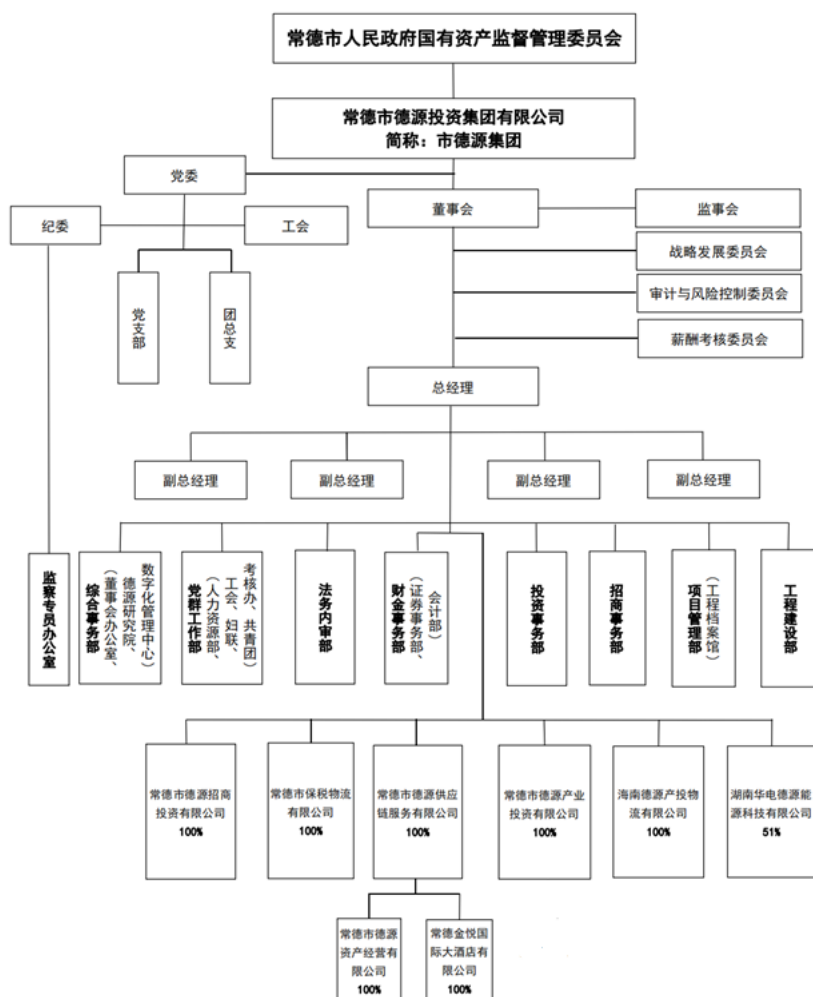 常德市人民政府国有资产监督管理委员会
常德市德源投资集团有限公司
简称：市德源集团
党委
董事会
监事会
纪委
工会
战略发展委员会
审计与风险控制委员会
薪酬考核委员会
党支部
团总支
总经理
副总经理
副总经理
副总经理
副总经理
监察专员办公室
综合事务部
（董事会办公室、
德源研究院、
数字化管理中心）
党群工作部
（人力资源部、
工会、妇联、
考核办、共青团）
法务内审部
财金事务部
（证券事务部、
会计部）
投资事务部
招商事务部
项目管理部
（工程档案馆）
工程建设部
常德市德源招商
投资有限公司
100%
常德市保税物流
有限公司
100%
常德市德源供应
链服务有限公司
100%
常德市德源产业
投资有限公司
100%
海南德源产投物
流有限公司
100%
湖南华电德源能
源科技有限公司
51%
常德市德源
资产经营有
限公司
100%
常德金悦国
际大酒店有
限公司
100%